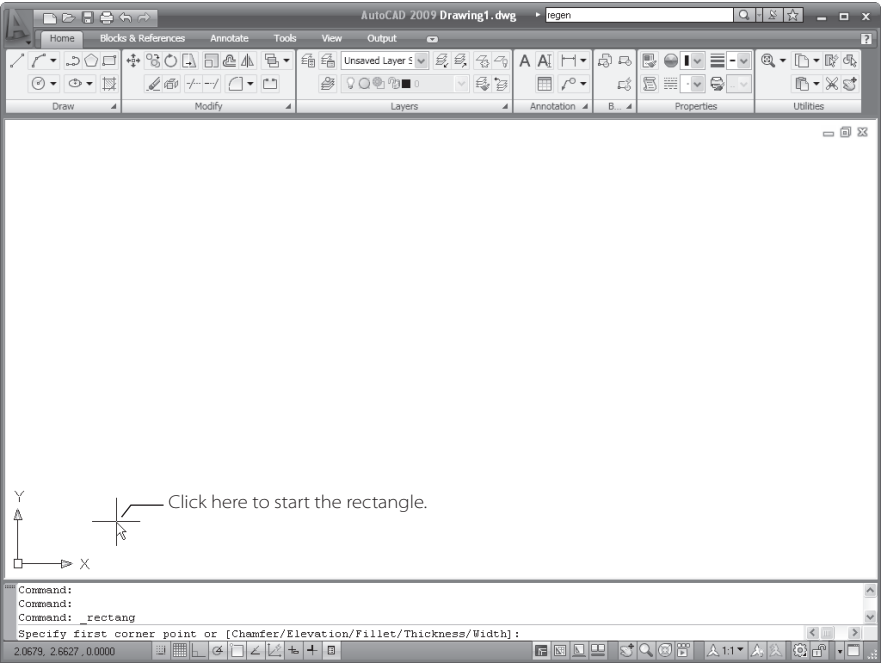 AutoCAD 2009 Drawing1.dwg
regen
Home Blocks & References Annotate Tools View Output
Unsaved Layer S
A AI
0
Draw Modify Layers Annotation B... Properties Utilities
Click here to start the rectangle.
Y
X
Command:
Command:
Command: _rectang
Specify first corner point or [Chamfer/Elevation/Fillet/Thickness/Width]:
2.0679, 2.6627 , 0.0000 1:1